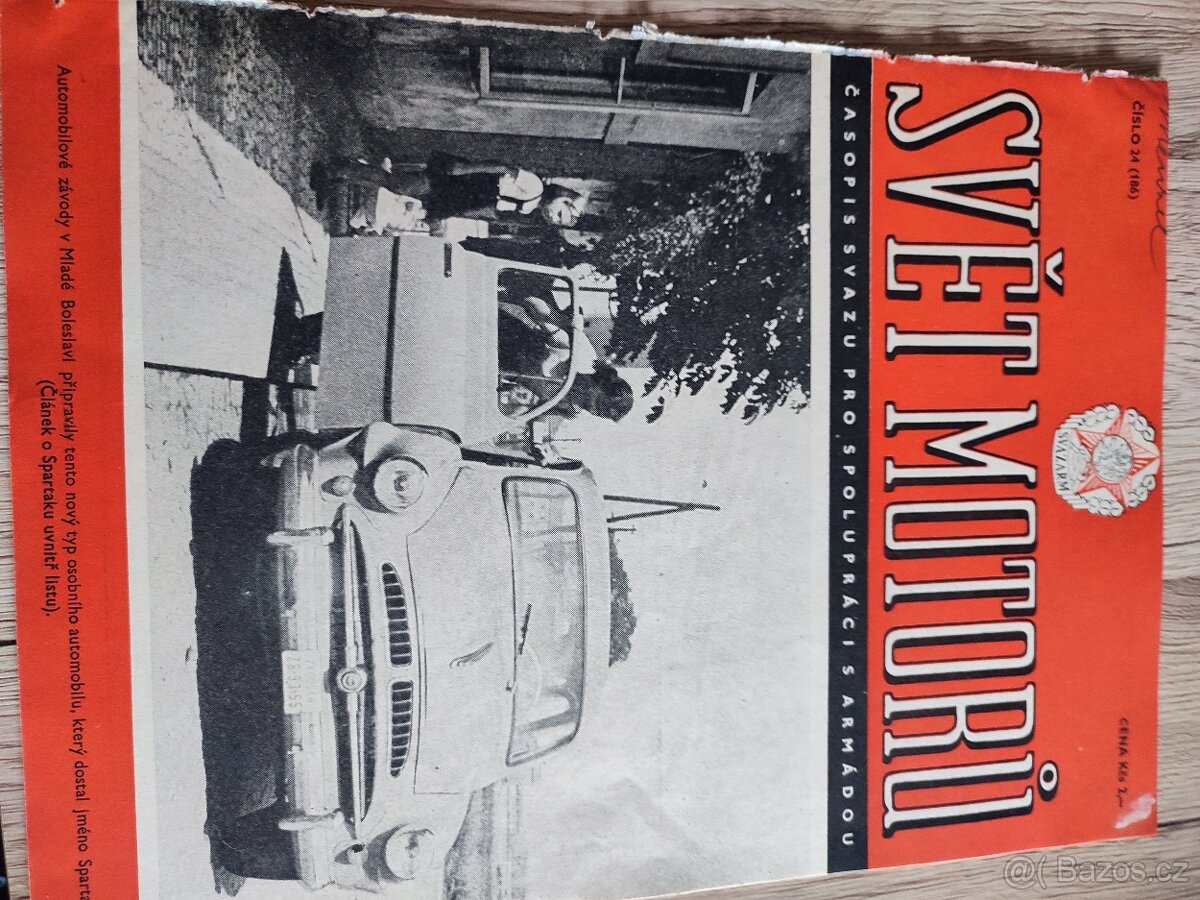 ČÍSLO 24 (186)
CENA Kčs 2,—
SVAZARM
SVĚT MOTORŮ
ČASOPIS SVAZU PRO SPOLUPRÁCI S ARMÁDOU
Automobilové závody v Mladé Boleslavi připravily tento nový typ osobního automobilu, který dostal jméno Sparta
(Článek o Spartaku uvnitř listu).
@( Bazos.cz